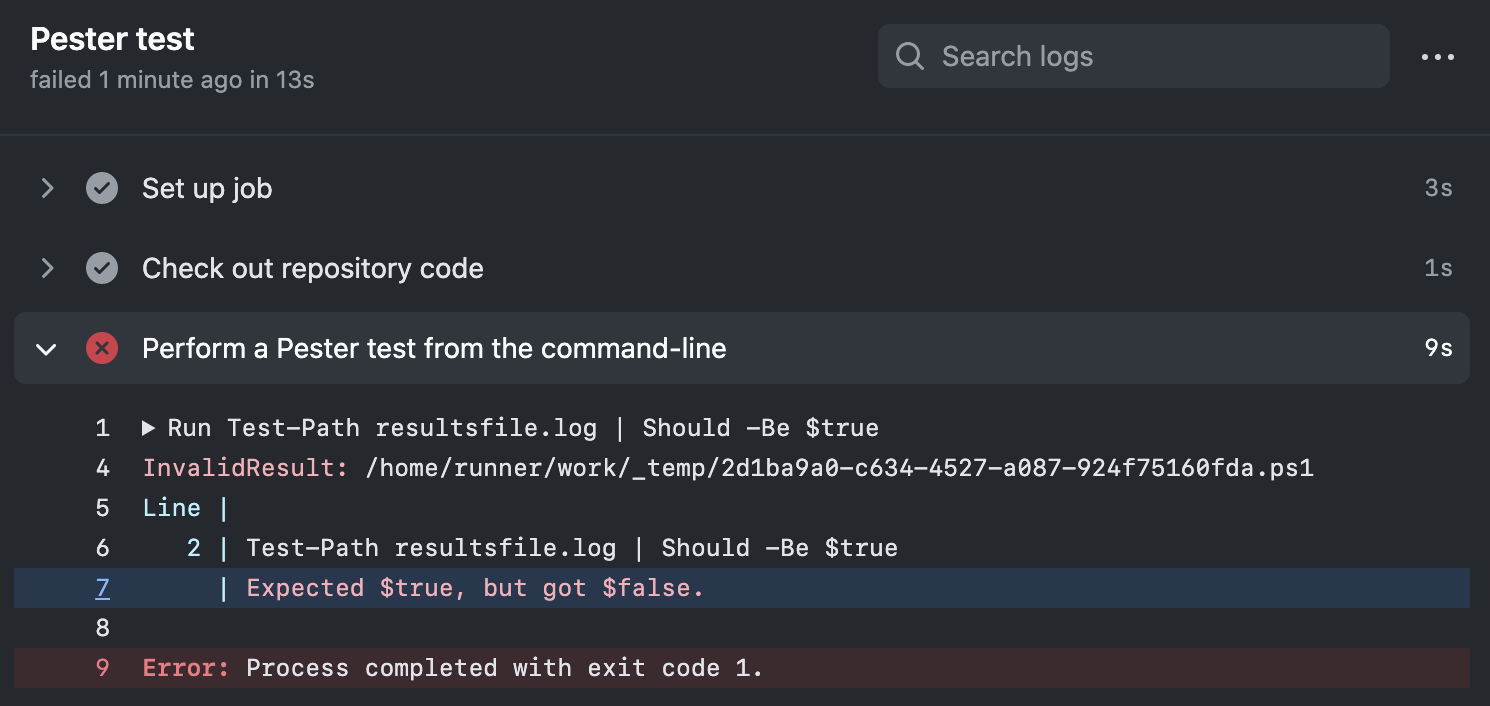 Pester test
failed 1 minute ago in 13s
Search logs
Set up job 3s
Check out repository code 1s
Perform a Pester test from the command-line 9s
1 Run Test-Path resultsfile.log | Should -Be $true
4 InvalidResult: /home/runner/work/_temp/2d1ba9a0-c634-4527-a087-924f75160fda.ps1
5 Line |
6 2 | Test-Path resultsfile.log | Should -Be $true
7 | Expected $true, but got $false.
8
9 Error: Process completed with exit code 1.